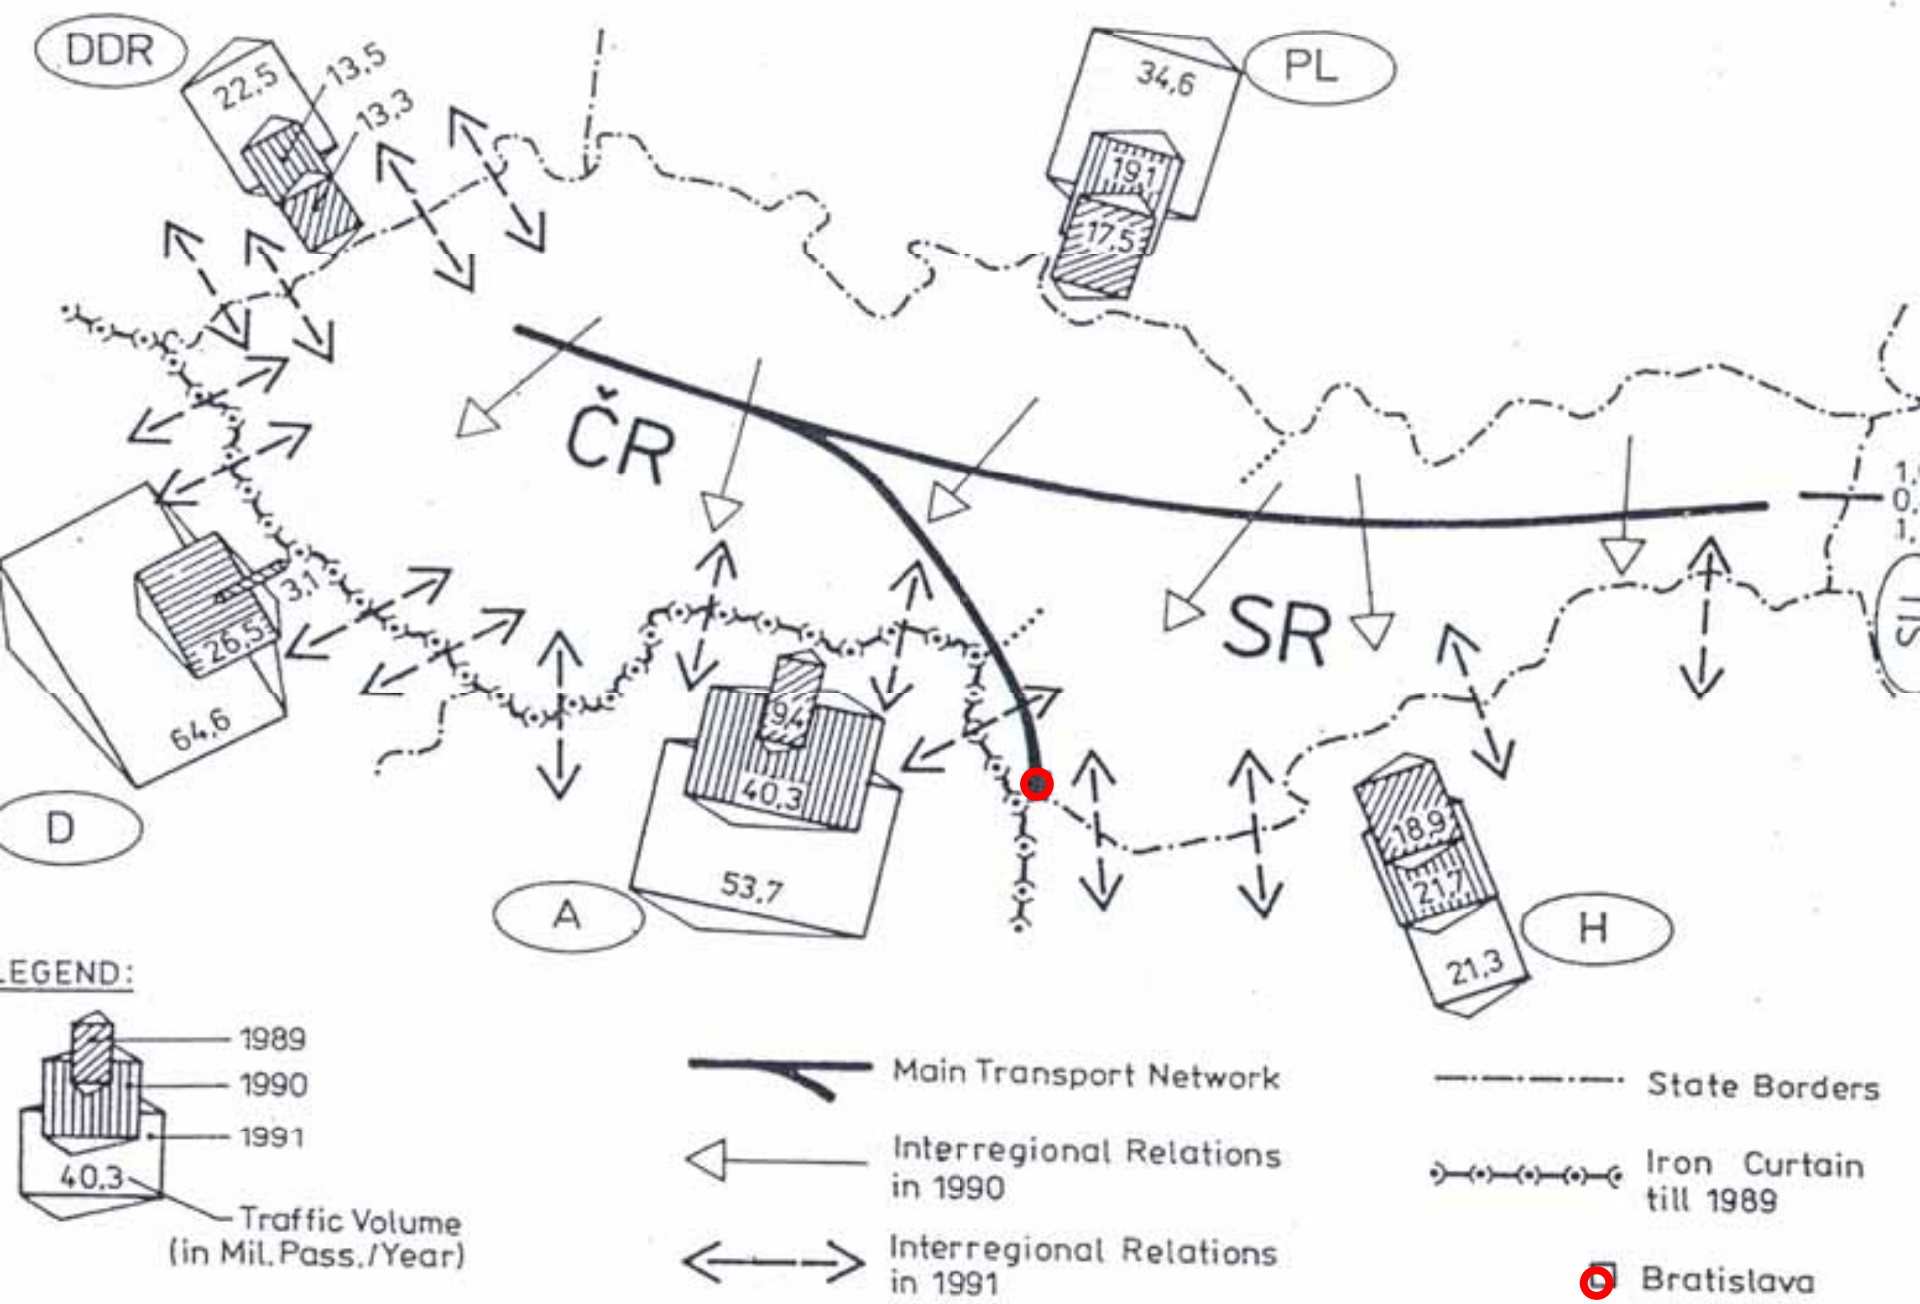 DDR
22,5
13,5
13,3
PL
34,6
19,1
17,5
ČR
SR
D
64,6
26,5
3,1
A
53,7
40,3
9,4
H
18,9
21,7
21,3
LEGEND:
1989
1990
1991
40,3
Traffic Volume
(in Mil. Pass./Year)
Main Transport Network
Interregional Relations
in 1990
Interregional Relations
in 1991
State Borders
Iron Curtain
till 1989
Bratislava